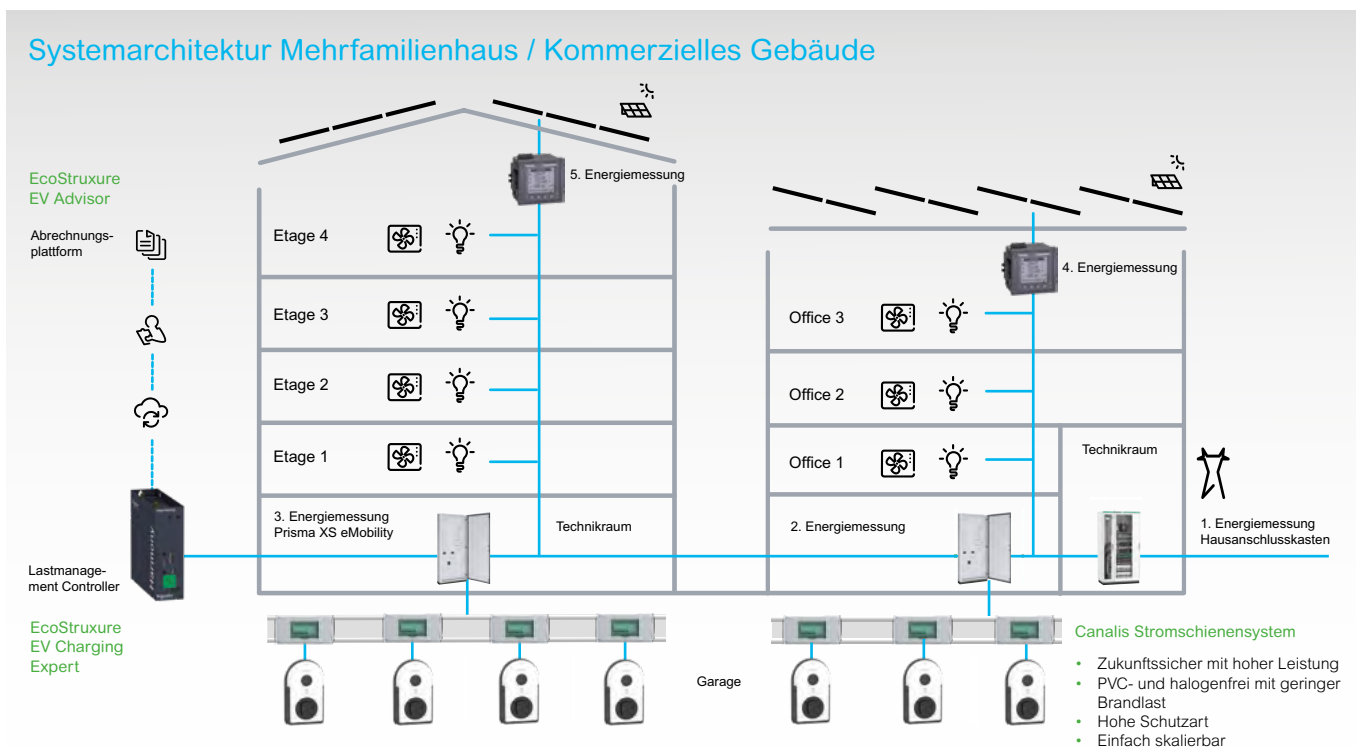 Systemarchitektur Mehrfamilienhaus / Kommerzielles Gebäude
EcoStruxure
EV Advisor
Abrechnungs-
plattform
Lastmanage-
ment Controller
EcoStruxure
EV Charging
Expert
5. Energiemessung
Etage 4
Etage 3
Etage 2
Etage 1
3. Energiemessung
Prisma XS eMobility
Technikraum
4. Energiemessung
Office 3
Office 2
Office 1
Technikraum
2. Energiemessung
1. Energiemessung
Hausanschlusskasten
Garage
Canalis Stromschienensystem
• Zukunftssicher mit hoher Leistung
• PVC- und halogenfrei mit geringer
Brandlast
• Hohe Schutzart
• Einfach skalierbar
Harmony